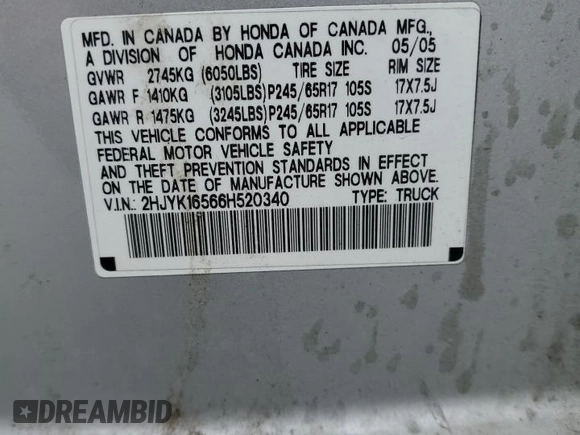 MFD. IN CANADA BY HONDA OF CANADA MFG.,
A DIVISION OF HONDA CANADA INC. 05/05
GVWR 2745KG (6050LBS) TIRE SIZE RIM SIZE
GAWR F 1410KG (3105LBS) P245/65R17 105S 17X7.5J
GAWR R 1475KG (3245LBS) P245/65R17 105S 17X7.5J
THIS VEHICLE CONFORMS TO ALL APPLICABLE
FEDERAL MOTOR VEHICLE SAFETY
AND THEFT PREVENTION STANDARDS IN EFFECT
ON THE DATE OF MANUFACTURE SHOWN ABOVE.
V.I.N.: 2HJYK16566H520340 TYPE: TRUCK
DREAMBID